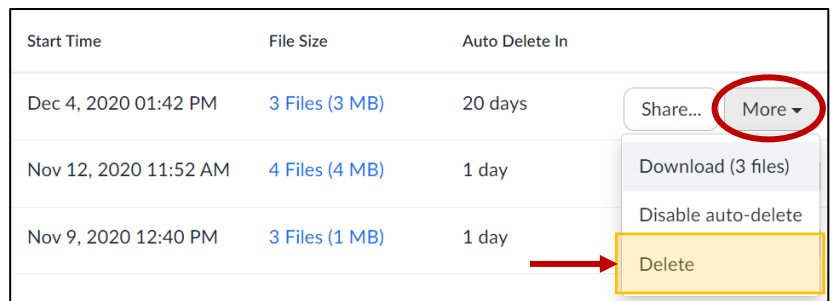 Start Time File Size Auto Delete In
Dec 4, 2020 01:42 PM 3 Files (3 MB) 20 days Share... More
Nov 12, 2020 11:52 AM 4 Files (4 MB) 1 day Download (3 files)
Disable auto-delete
Nov 9, 2020 12:40 PM 3 Files (1 MB) 1 day
Delete